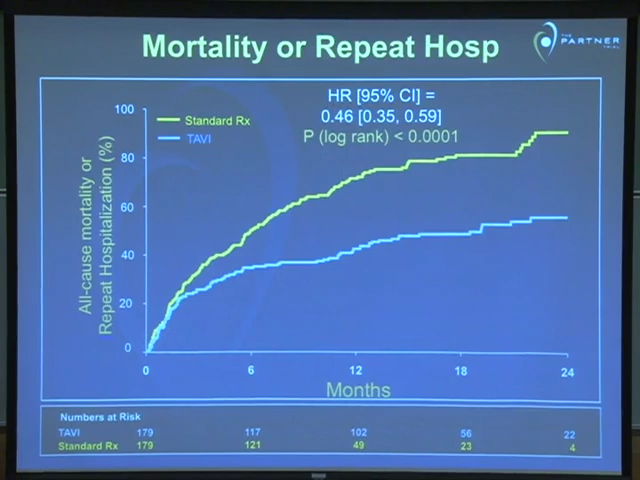 Mortality or Repeat Hosp
THE
PARTNER
TRIAL
HR [95% CI] =
0.46 [0.35, 0.59]
P (log rank) < 0.0001
Standard Rx
TAVI
All-cause mortality or
Repeat Hospitalization (%)
100
80
60
40
20
0
0 6 12 18 24
Months
Numbers at Risk
TAVI 179 117 102 56 22
Standard Rx 179 121 49 23 4